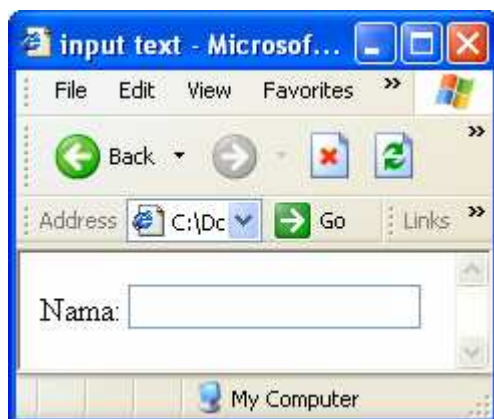 input text - Microsof...
File Edit View Favorites »
Back »
Address C:\Dc Go Links »
Nama:
My Computer